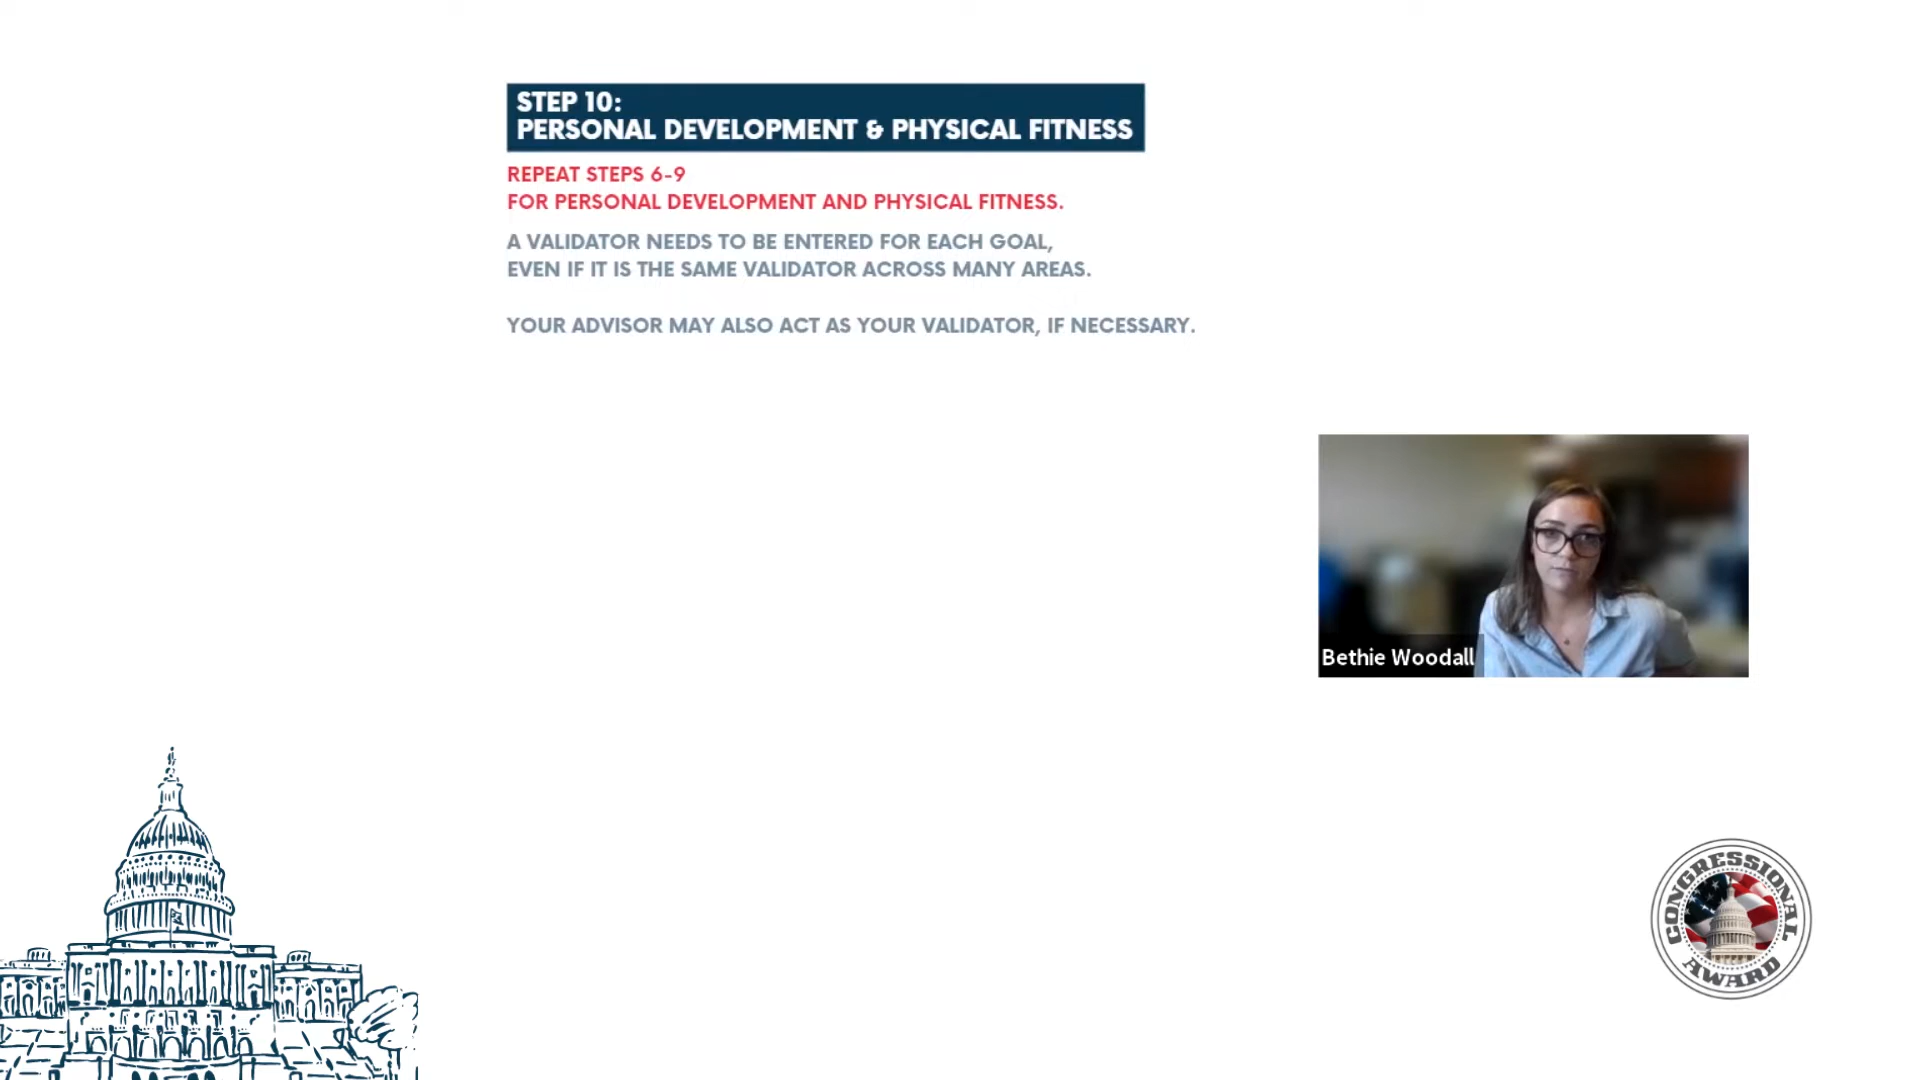 STEP 10:
PERSONAL DEVELOPMENT & PHYSICAL FITNESS
REPEAT STEPS 6-9
FOR PERSONAL DEVELOPMENT AND PHYSICAL FITNESS.
A VALIDATOR NEEDS TO BE ENTERED FOR EACH GOAL,
EVEN IF IT IS THE SAME VALIDATOR ACROSS MANY AREAS.
YOUR ADVISOR MAY ALSO ACT AS YOUR VALIDATOR, IF NECESSARY.
Bethie Woodall
CONGRESSIONAL
AWARD